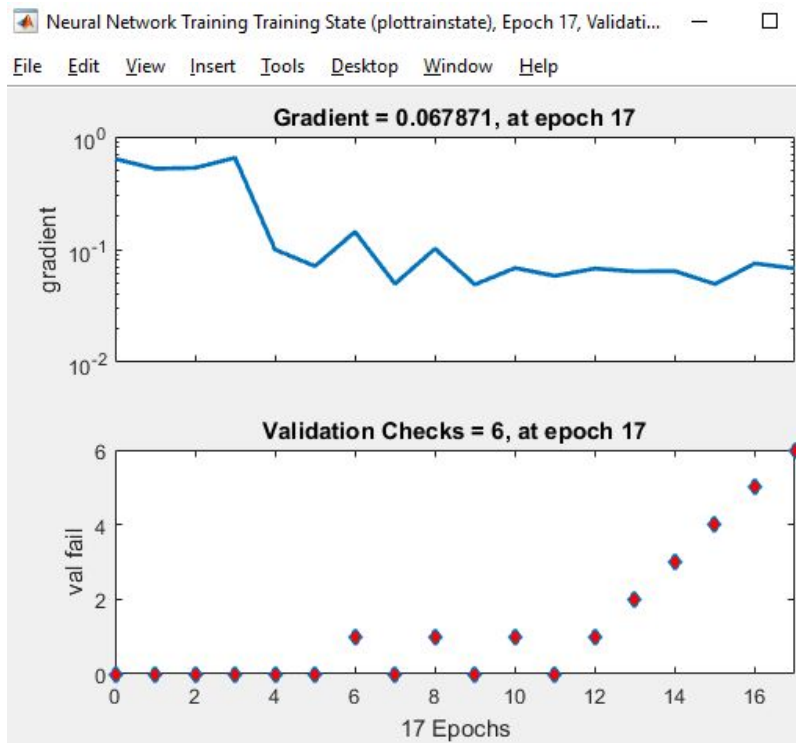 Neural Network Training Training State (plottrainstate), Epoch 17, Validati...
File Edit View Insert Tools Desktop Window Help
Gradient = 0.067871, at epoch 17
10^0
10^-1
10^-2
gradient
Validation Checks = 6, at epoch 17
6
4
2
0
val fail
0 2 4 6 8 10 12 14 16
17 Epochs